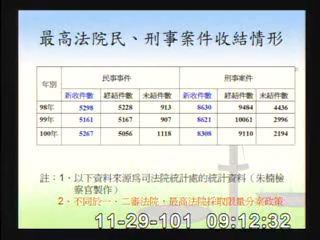 最高法院民、刑事案件收結情形
年別 民事事件 刑事案件
新收件數 終結件數 未結件數 新收件數 終結件數 未結件數
98年 5298 5228 913 8630 9484 4436
99年 5161 5167 907 8621 10061 2996
100年 5267 5056 1118 8308 9110 2194
註：1、以下資料來源為司法院統計處的統計資料（朱楠檢
察官製作）
2、不同於一、二審法院，最高法院採取限量分案政策
11-29-101 09:12:32